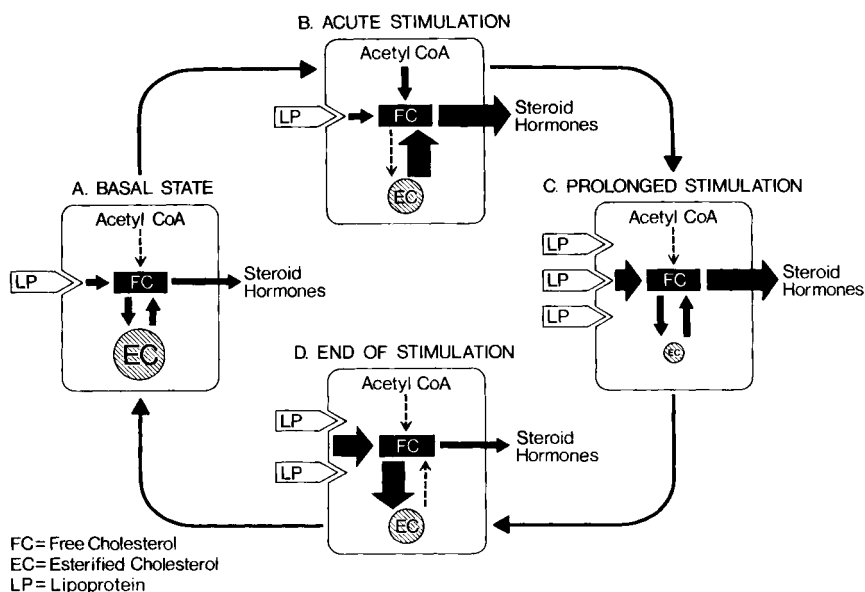 B. ACUTE STIMULATION
Acetyl CoA
LP
FC
Steroid
Hormones
EC
A. BASAL STATE
Acetyl CoA
LP
FC
Steroid
Hormones
EC
C. PROLONGED STIMULATION
Acetyl CoA
LP
LP
FC
Steroid
Hormones
LP
EC
D. END OF STIMULATION
Acetyl CoA
LP
FC
Steroid
Hormones
LP
EC
FC = Free Cholesterol
EC = Esterified Cholesterol
LP = Lipoprotein